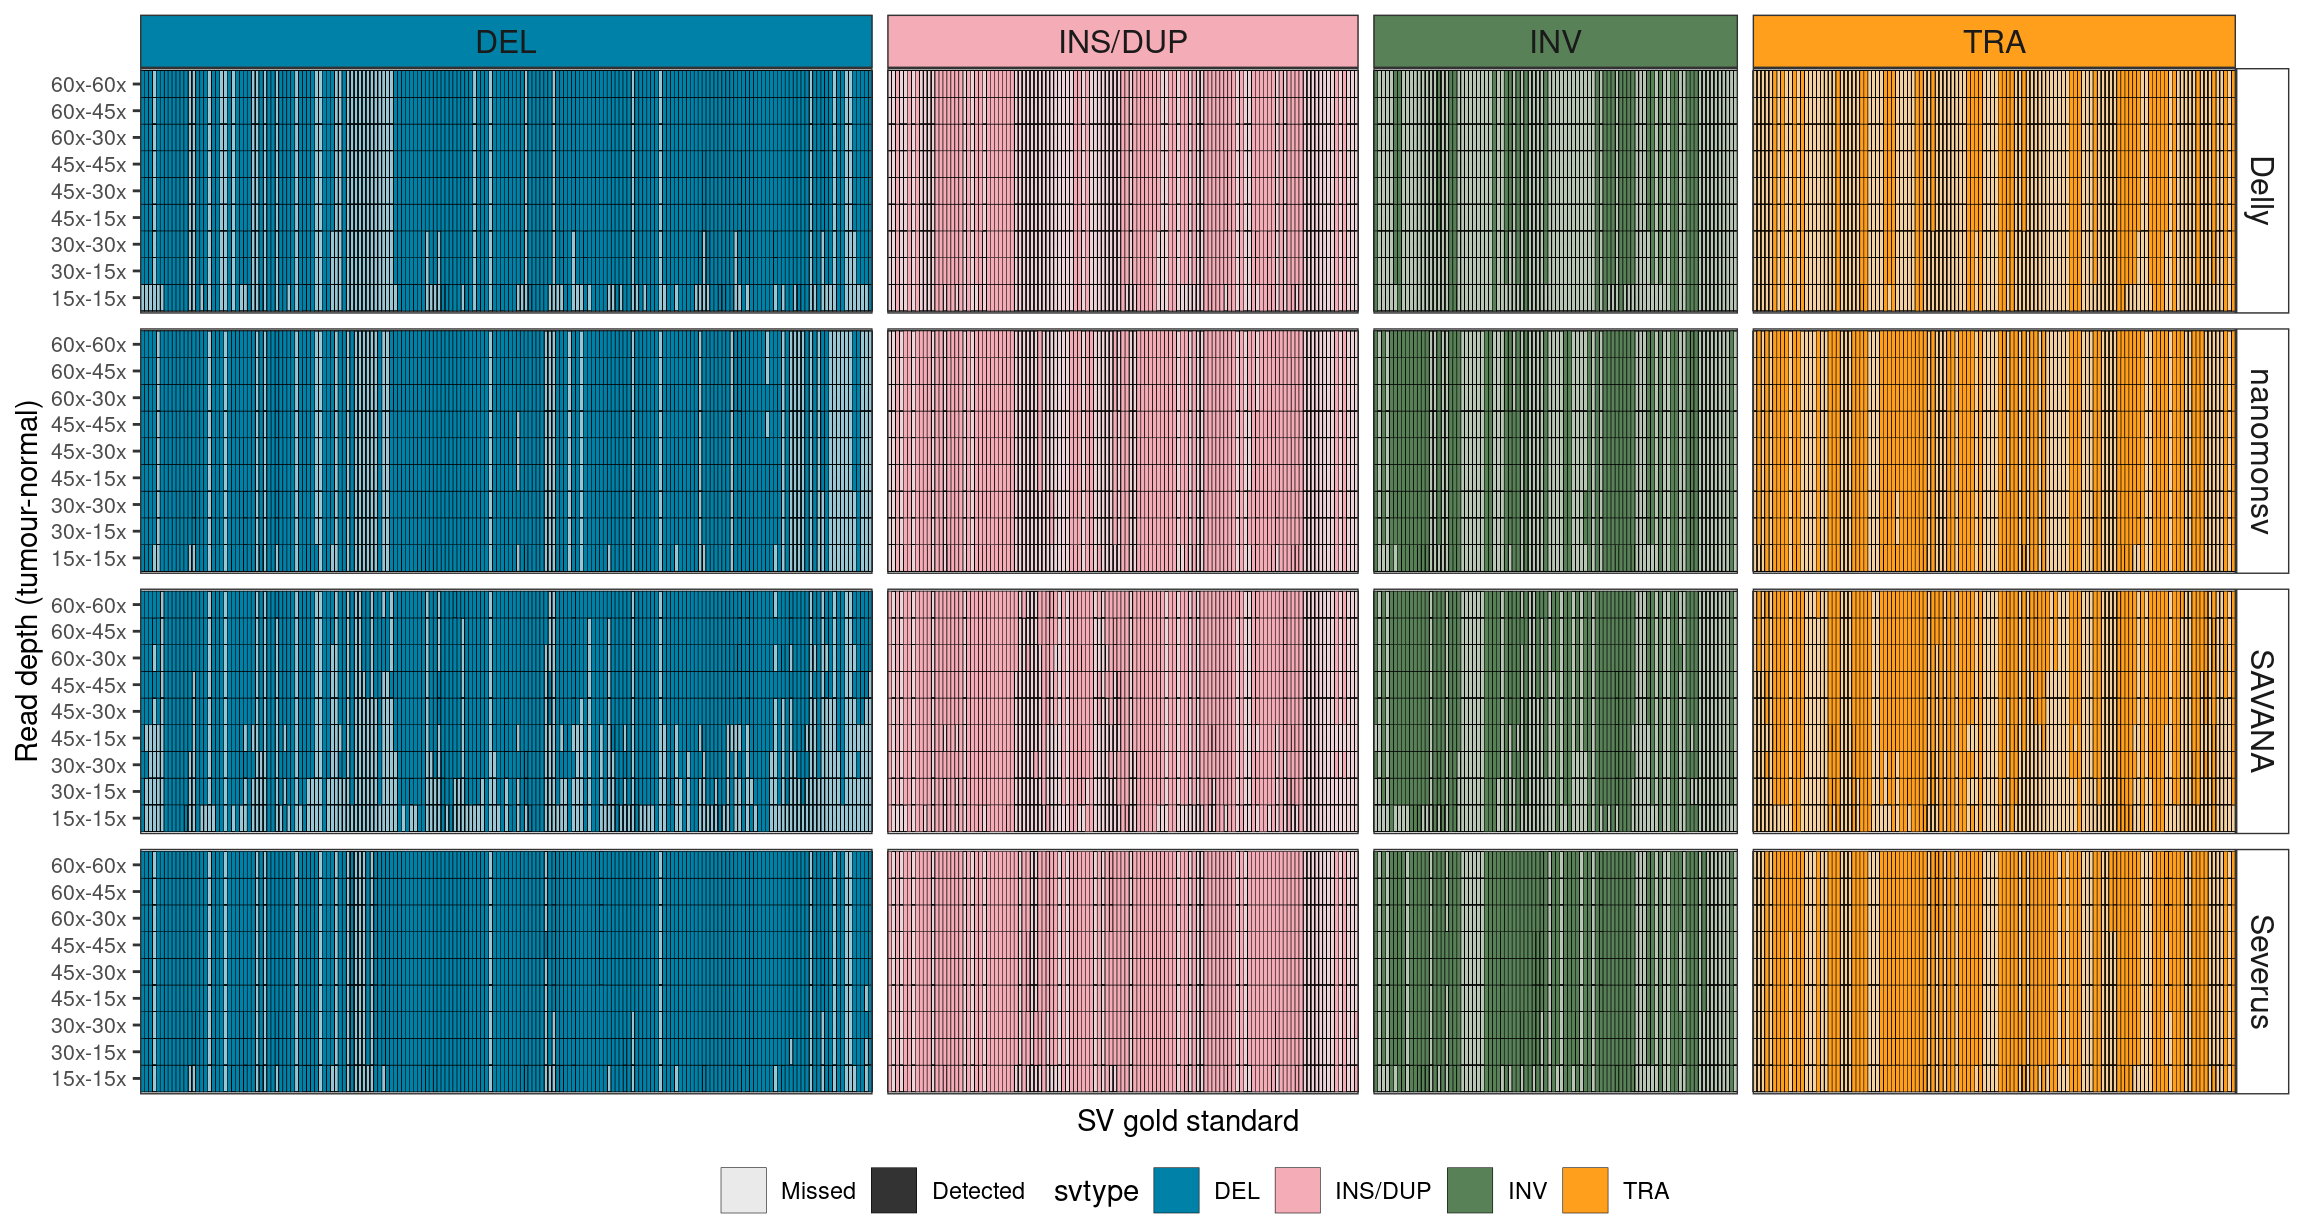 DEL INS/DUP INV TRA
60x-60x
60x-45x
60x-30x
45x-45x
45x-30x
45x-15x
30x-30x
30x-15x
15x-15x
Delly
60x-60x
60x-45x
60x-30x
45x-45x
45x-30x
45x-15x
30x-30x
30x-15x
15x-15x
nanomonsv
60x-60x
60x-45x
60x-30x
45x-45x
45x-30x
45x-15x
30x-30x
30x-15x
15x-15x
SAVANA
60x-60x
60x-45x
60x-30x
45x-45x
45x-30x
45x-15x
30x-30x
30x-15x
15x-15x
Severus
Read depth (tumour-normal)
SV gold standard
Missed Detected svtype DEL INS/DUP INV TRA